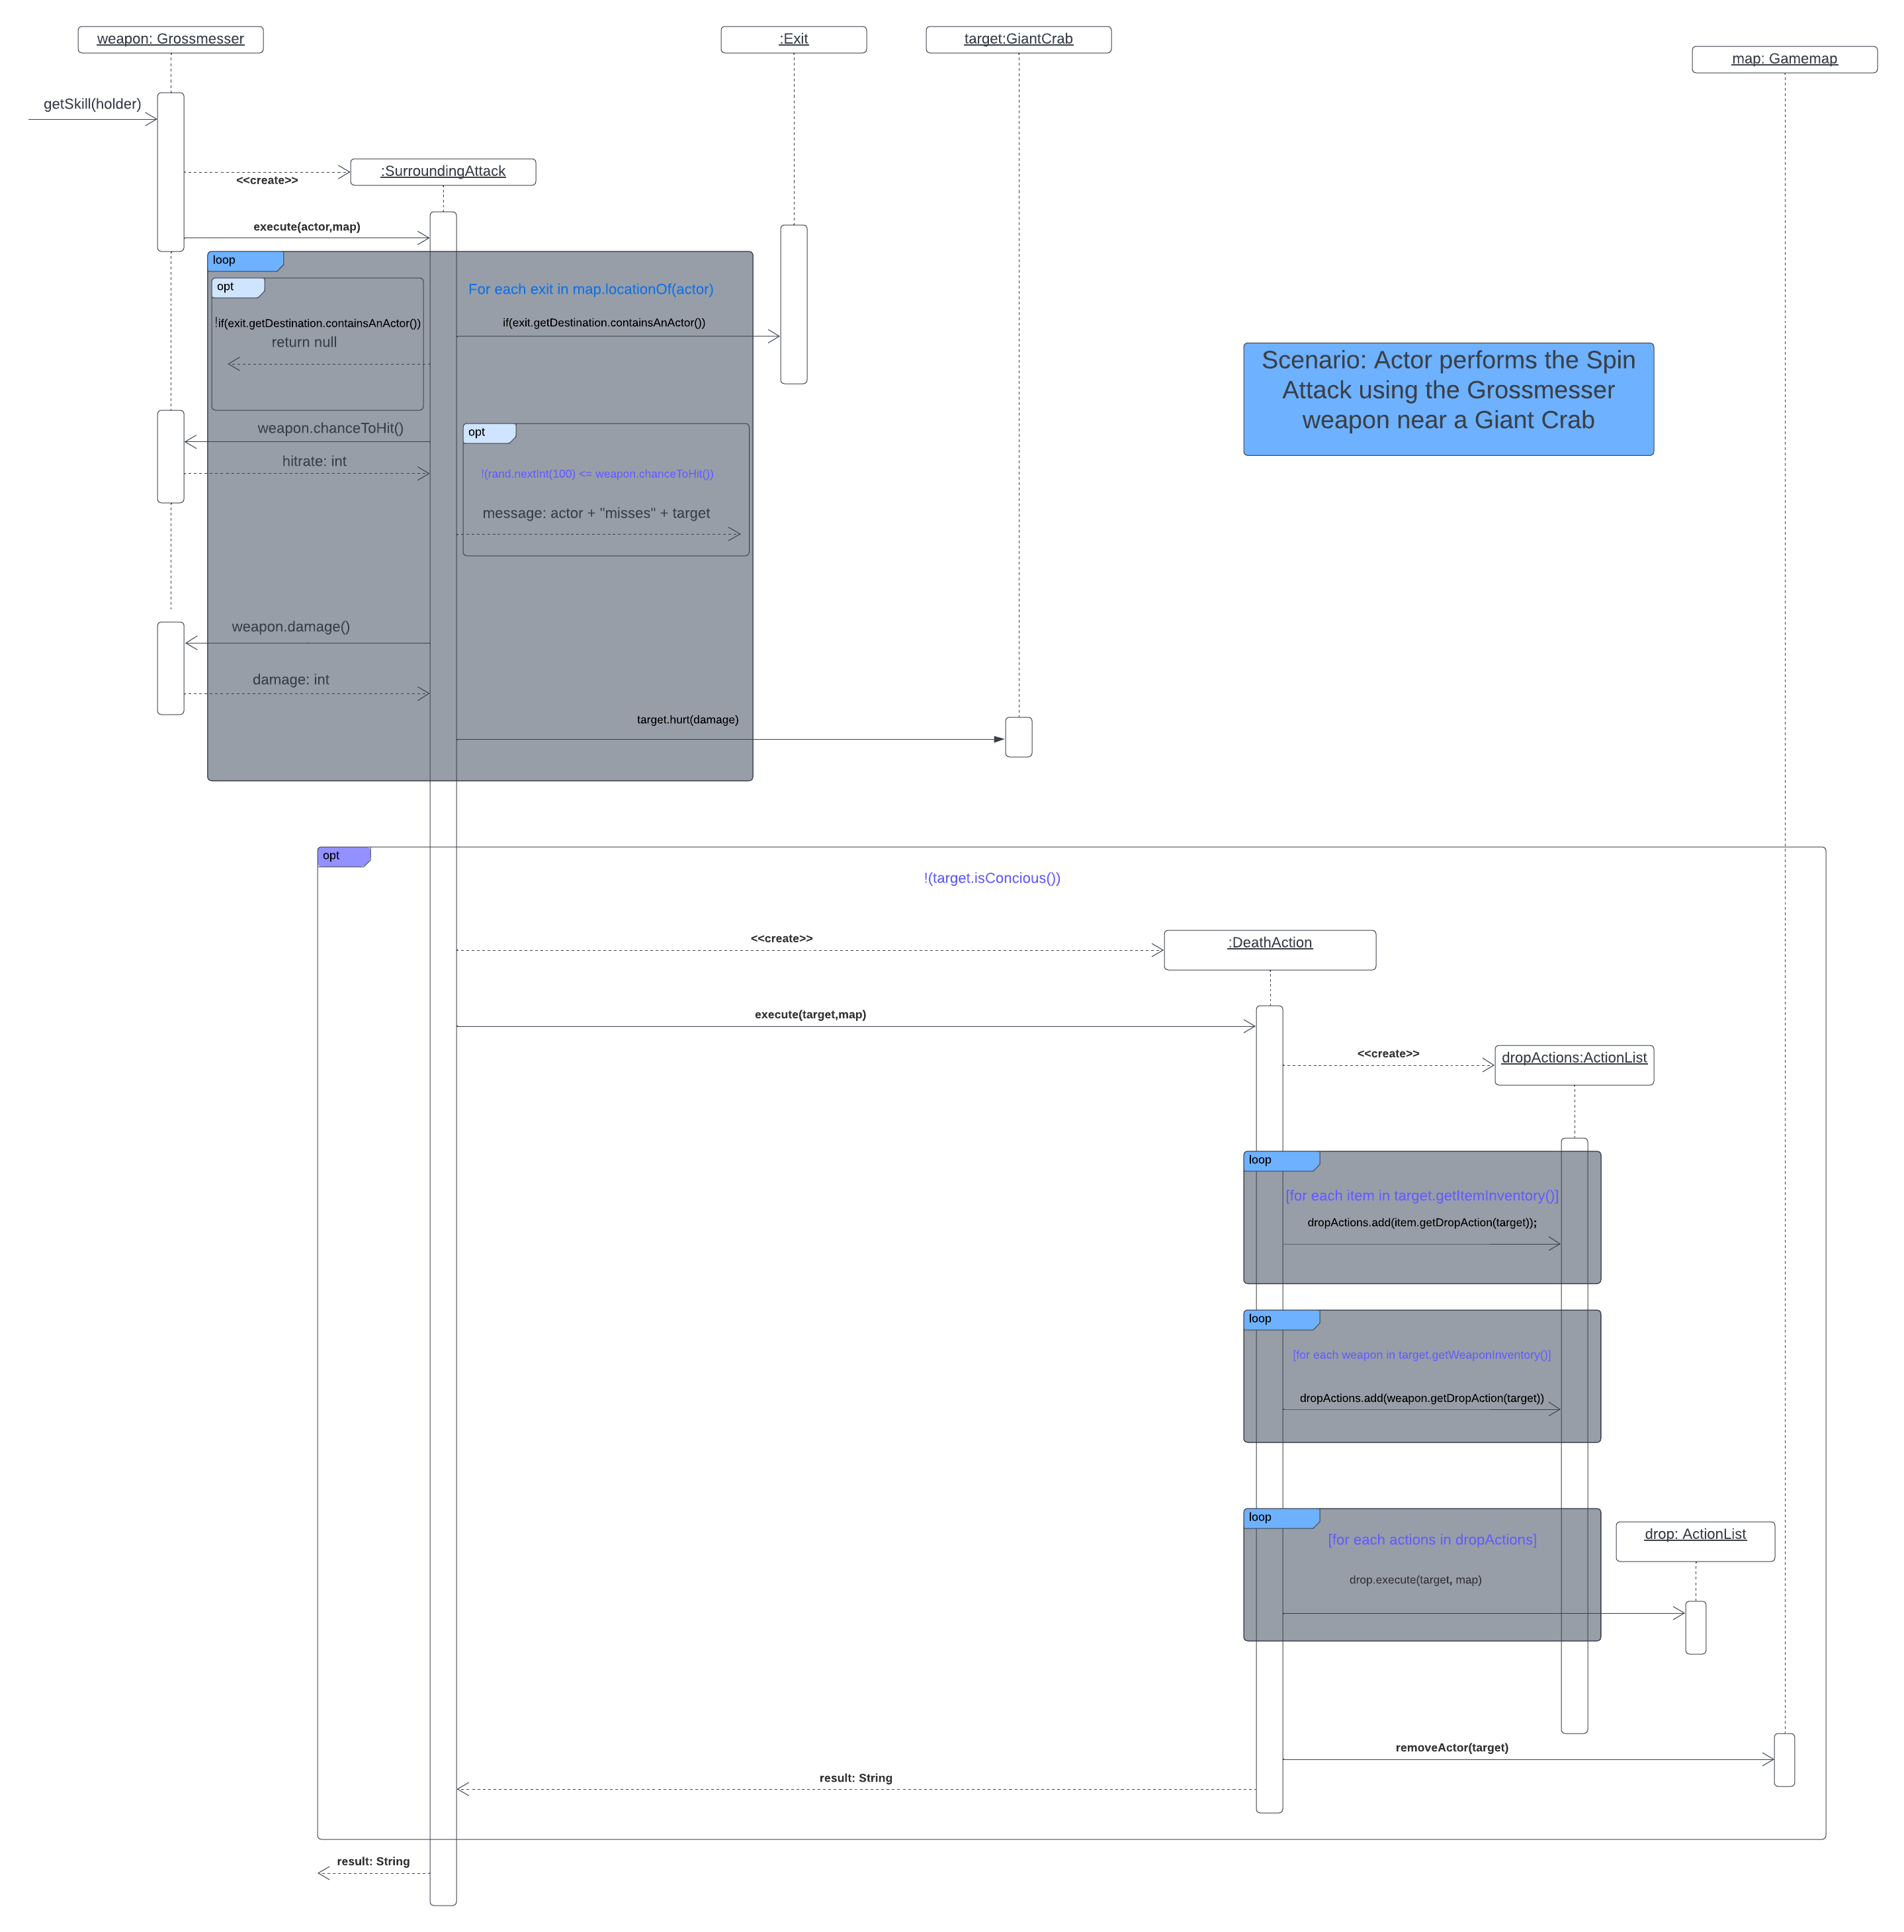 weapon: Grossmesser
:Exit
target:GiantCrab
map: Gamemap
getSkill(holder)
:SurroundingAttack
<<create>>
execute(actor,map)
loop
opt
For each exit in map.locationOf(actor)
!if(exit.getDestination.containsAnActor())
if(exit.getDestination.containsAnActor())
return null
Scenario: Actor performs the Spin
Attack using the Grossmesser
weapon near a Giant Crab
weapon.chanceToHit()
opt
hitrate: int
!(rand.nextInt(100) <= weapon.chanceToHit())
message: actor + "misses" + target
weapon.damage()
damage: int
target.hurt(damage)
opt
!(target.isConcious())
<<create>>
:DeathAction
execute(target,map)
<<create>>
dropActions:ActionList
loop
[for each item in target.getItemInventory()]
dropActions.add(item.getDropAction(target));
loop
[for each weapon in target.getWeaponInventory()]
dropActions.add(weapon.getDropAction(target))
loop
[for each actions in dropActions]
drop: ActionList
drop.execute(target, map)
removeActor(target)
result: String
result: String